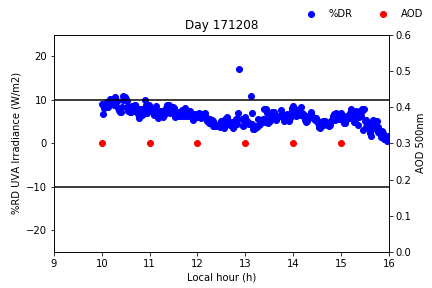 %DR AOD
Day 171208
%RD UVA Irradiance (W/m2)
20
10
0
−10
−20
0.6
0.5
0.4
0.3
0.2
0.1
0.0
AOD 500nm
9 10 11 12 13 14 15 16
Local hour (h)